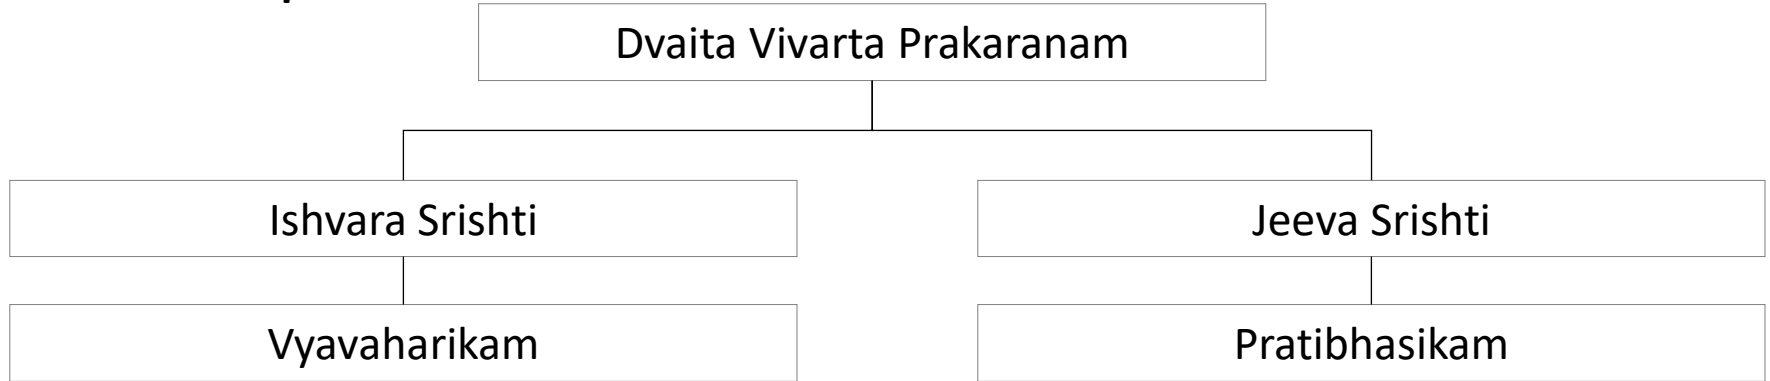 Dvaita Vivarta Prakaranam
Ishvara Srishti
Jeeva Srishti
Vyavaharikam
Pratibhasikam